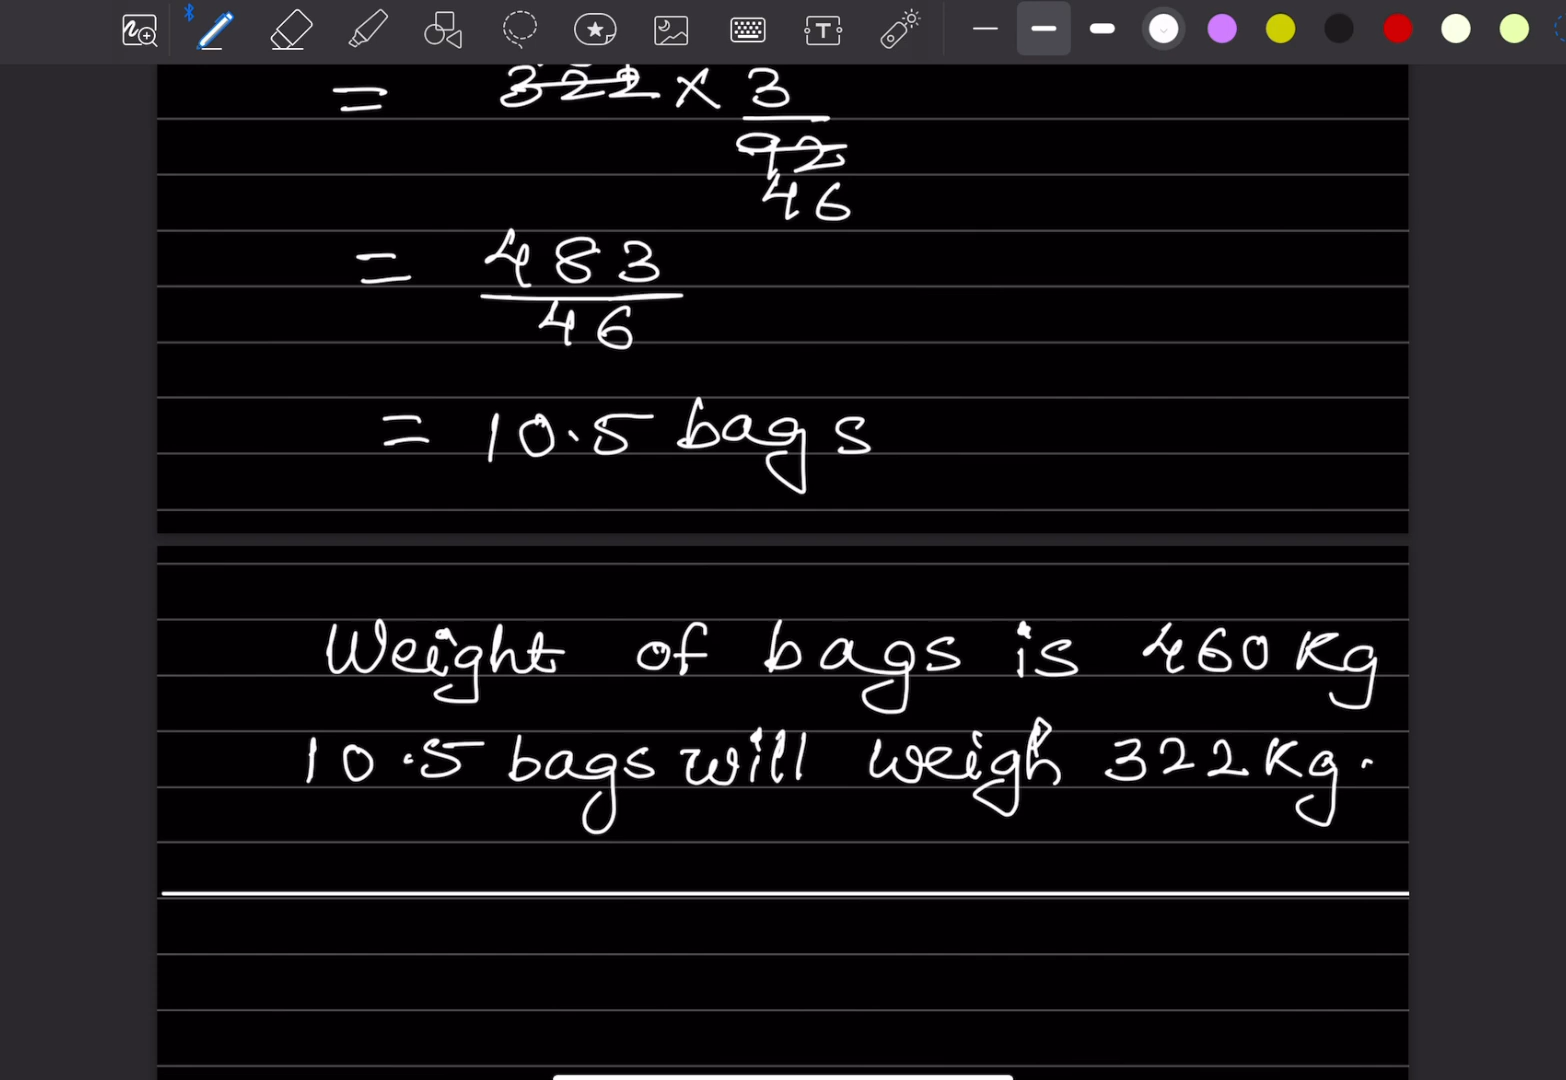 = 322 × 3
92
46
= 483
46
= 10.5 bags
Weight of bags is 460 Kg
10.5 bags will weigh 322 Kg.